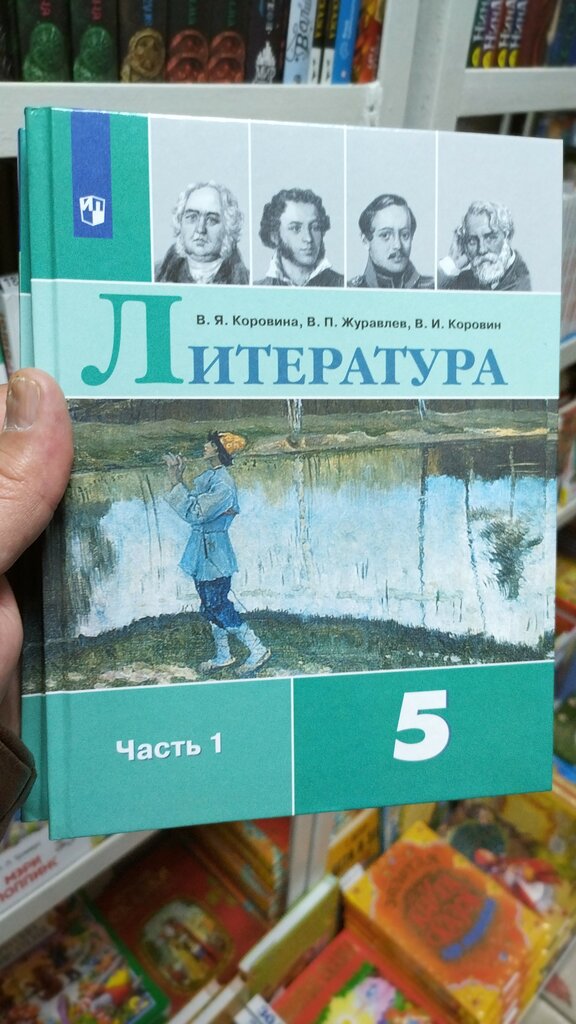 В. Я. Коровина, В. П. Журавлев, В. И. Коровин
Литература
Часть 1
5